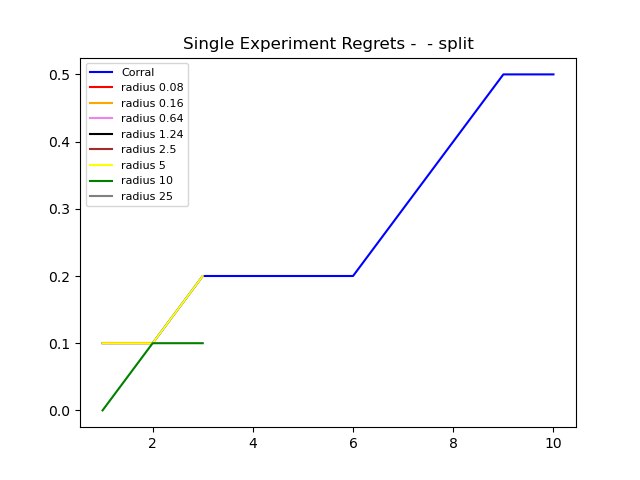 Single Experiment Regrets -  - split
0.5
0.4
0.3
0.2
0.1
0.0
Corral
radius 0.08
radius 0.16
radius 0.64
radius 1.24
radius 2.5
radius 5
radius 10
radius 25
2
4
6
8
10